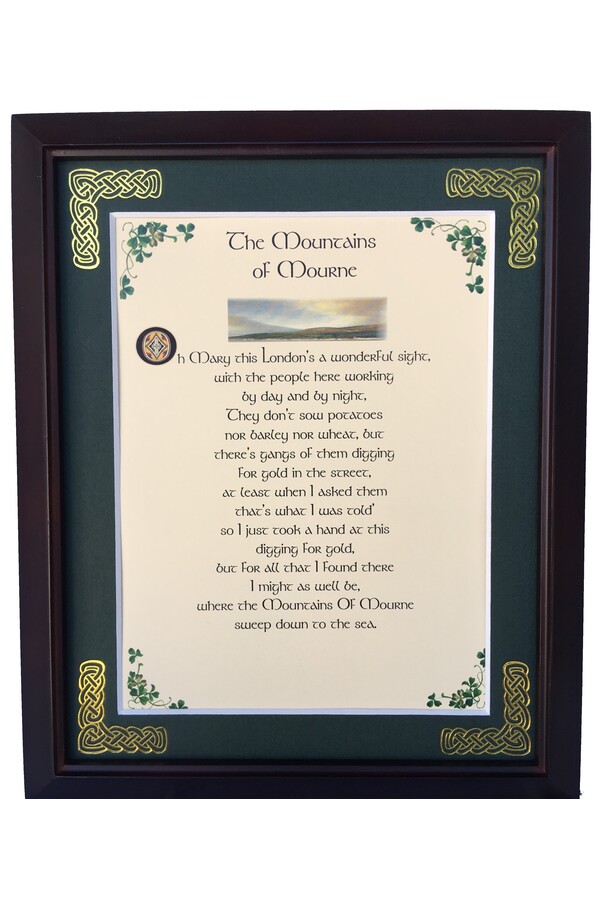 The Mountains
of Mourne
Oh Mary this London's a wonderful sight,
with the people here working
by day and by night,
They don't sow potatoes
nor barley nor wheat, but
there's gangs of them digging
for gold in the street,
at least when I asked them
that's what I was told'
so I just took a hand at this
digging for gold,
but for all that I found there
I might as well be,
where the Mountains Of Mourne
sweep down to the sea.